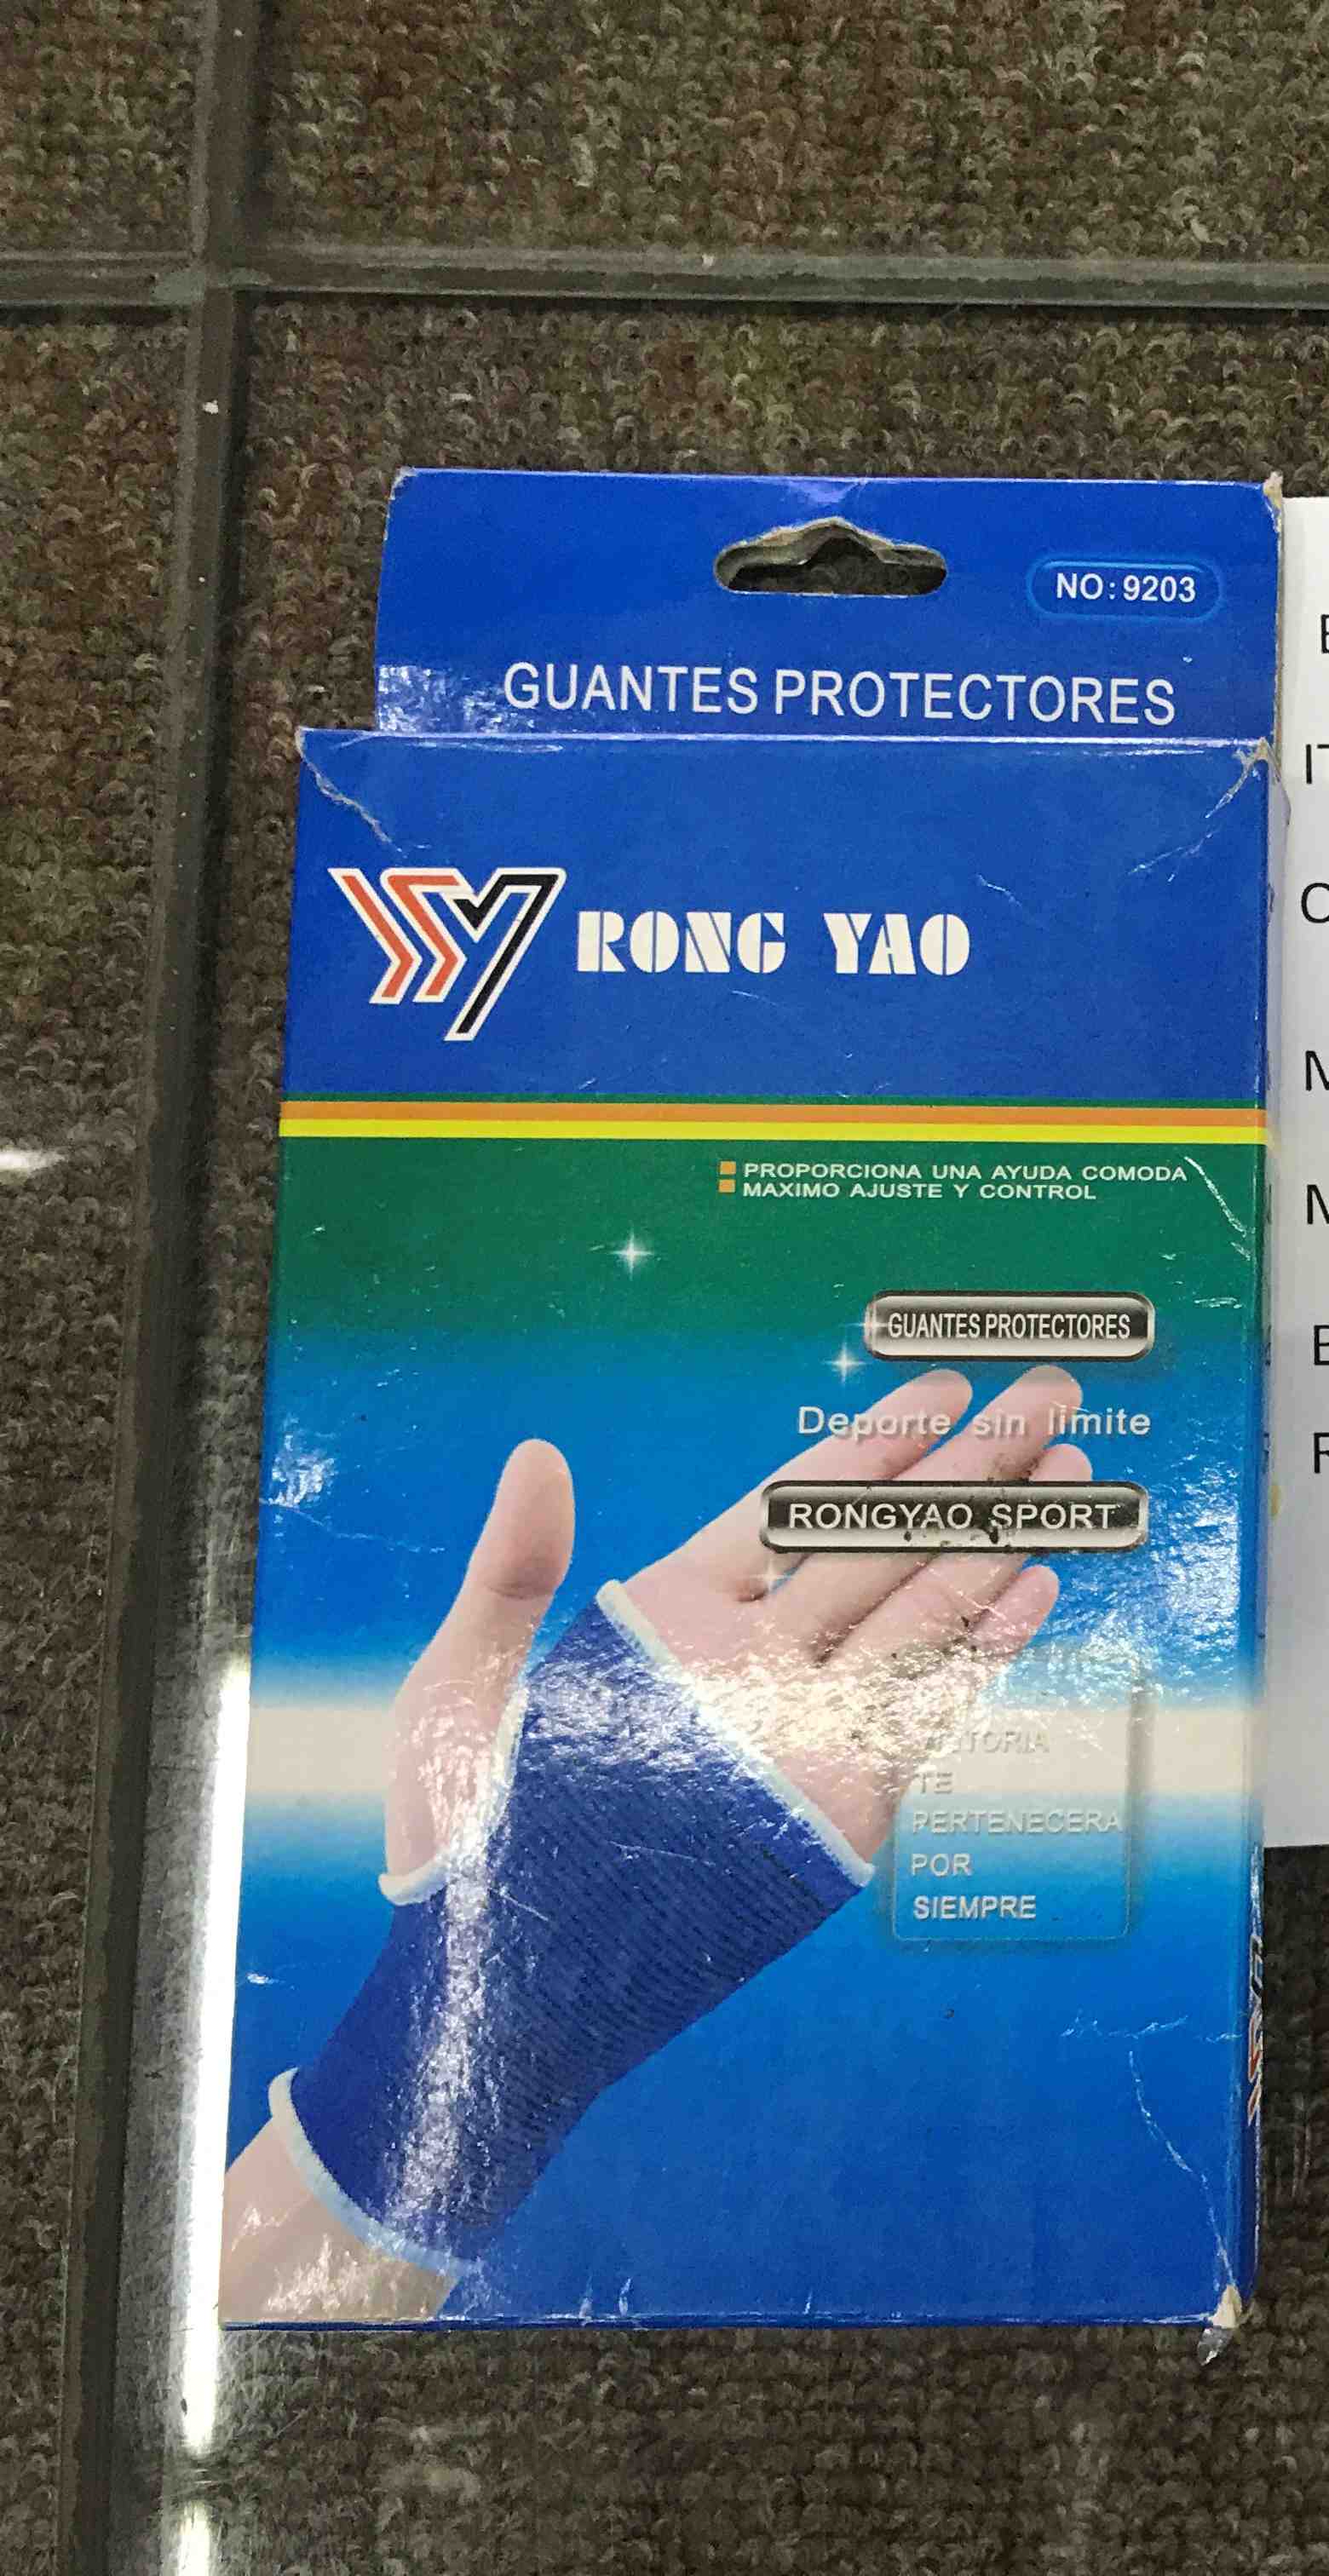 NO:9203
GUANTES PROTECTORES
RONG YAO
PROPORCIONA UNA AYUDA COMODA
MAXIMO AJUSTE Y CONTROL
GUANTES PROTECTORES
Deporte sin limite
RONGYAO SPORT
TE
PERTENECERA
POR
SIEMPRE